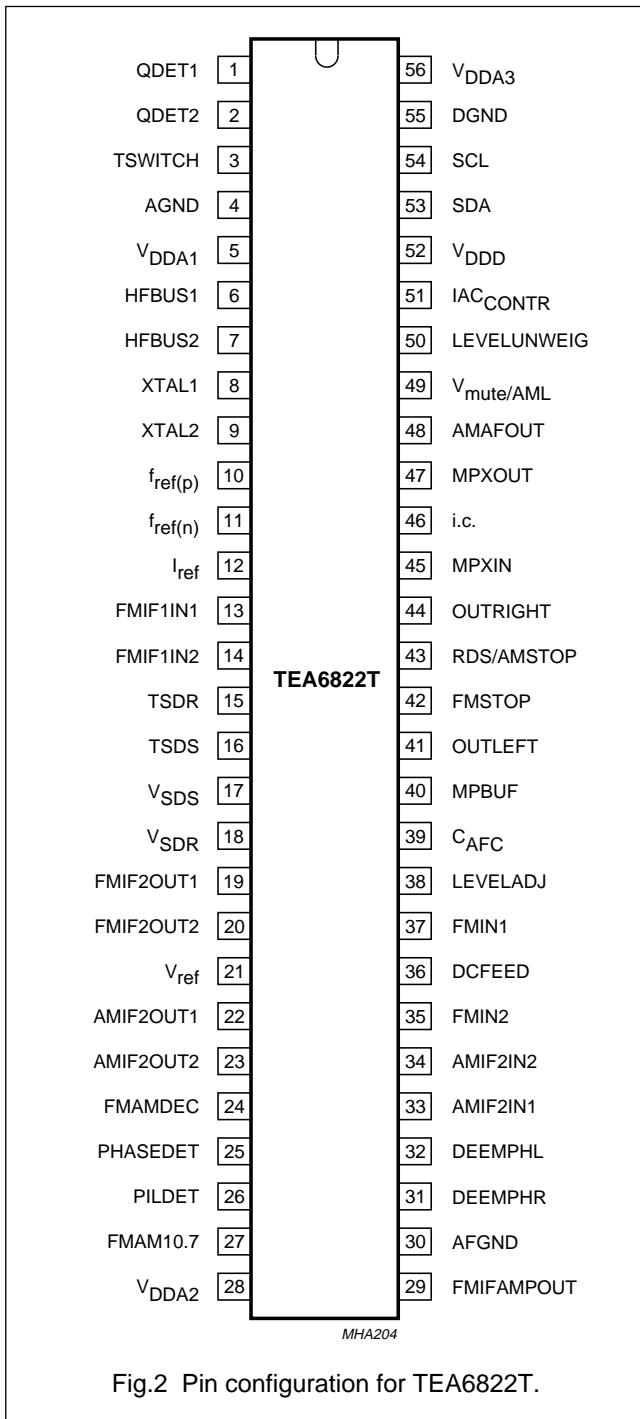 QDET1 1 56 VDDA3
QDET2 2 55 DGND
TSWITCH 3 54 SCL
AGND 4 53 SDA
VDDA1 5 52 VDDD
HFBUS1 6 51 IACCONTR
HFBUS2 7 50 LEVELUNWEIG
XTAL1 8 49 Vmute/AML
XTAL2 9 48 AMAFOUT
fref(p) 10 47 MPXOUT
fref(n) 11 46 i.c.
Iref 12 45 MPXIN
FMIF1IN1 13 44 OUTRIGHT
FMIF1IN2 14 43 RDS/AMSTOP
TEA6822T
TSDR 15 42 FMSTOP
TSDS 16 41 OUTLEFT
VSDS 17 40 MPBUF
VSDR 18 39 CAFC
FMIF2OUT1 19 38 LEVELADJ
FMIF2OUT2 20 37 FMIN1
Vref 21 36 DCFEED
AMIF2OUT1 22 35 FMIN2
AMIF2OUT2 23 34 AMIF2IN2
FMAMDEC 24 33 AMIF2IN1
PHASEDET 25 32 DEEMPHL
PILDET 26 31 DEEMPHR
FMAM10.7 27 30 AFGND
VDDA2 28 29 FMIFAMPOUT
MHA204
Fig.2 Pin configuration for TEA6822T.